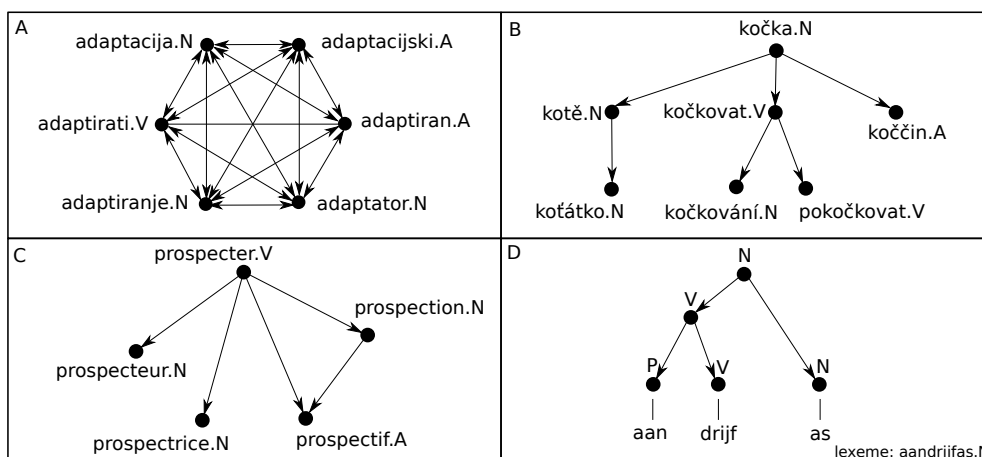 A
adaptacija.N
adaptacijski.A
adaptirati.V
adaptiran.A
adaptiranje.N
adaptator.N
B
kočka.N
kotě.N
kočkovat.V
koččin.A
koťátko.N
kočkování.N
pokočkovat.V
C
prospecter.V
prospection.N
prospecteur.N
prospectrice.N
prospectif.A
D
N
V
P V N
aan drijf as
lexeme: aandrijfas.N